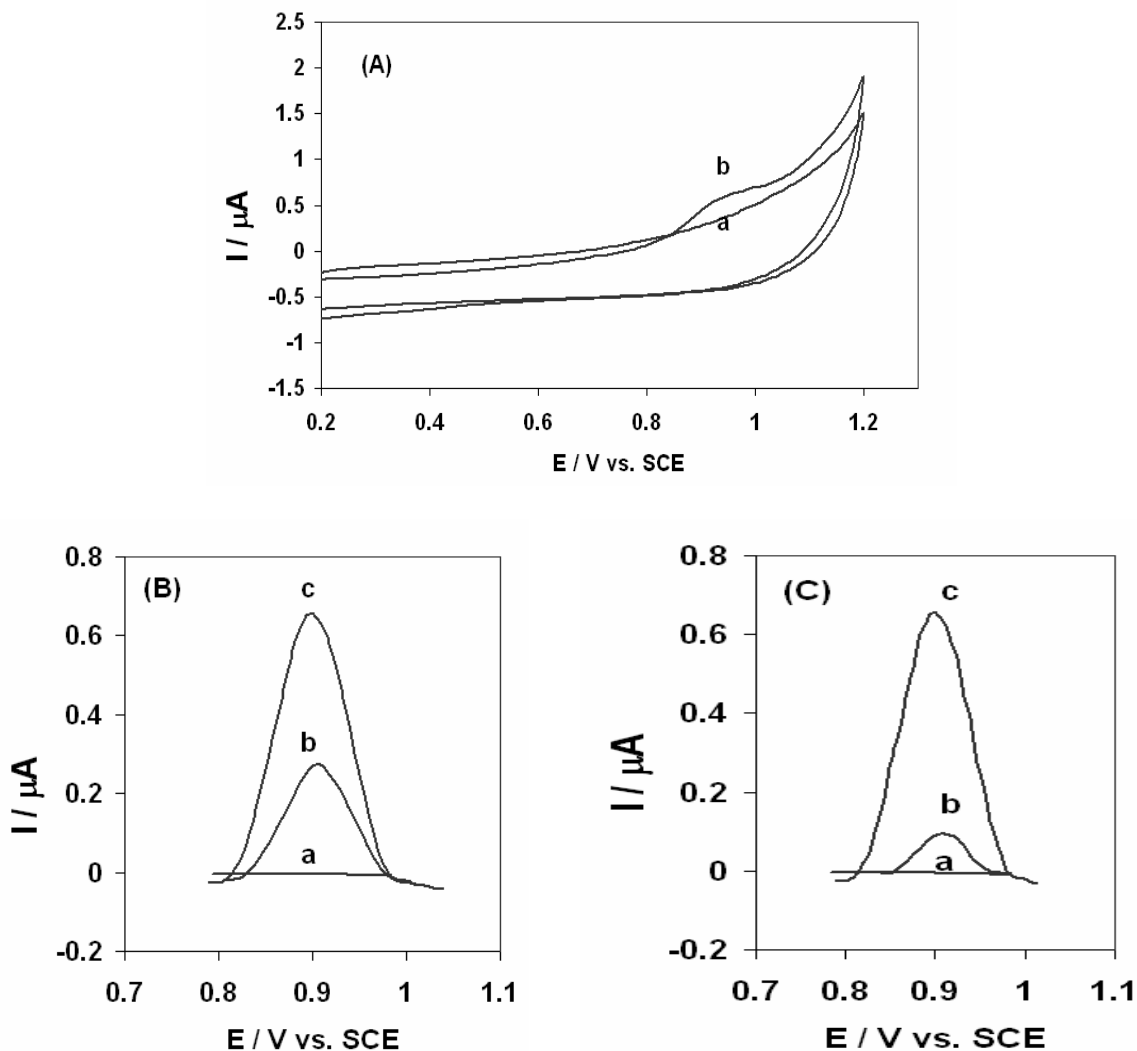 2.5
(A)
2
1.5
1
b
0.5
a
0
-0.5
-1
-1.5
I / μA
0.2 0.4 0.6 0.8 1 1.2
E / V vs. SCE
0.8
(B)
c
0.6
0.4
b
0.2
a
0
-0.2
I / μA
0.7 0.8 0.9 1 1.1
E / V vs. SCE
0.8
(C)
c
0.6
0.4
0.2
b
a
0
-0.2
I / μA
0.7 0.8 0.9 1 1.1
E / V vs. SCE